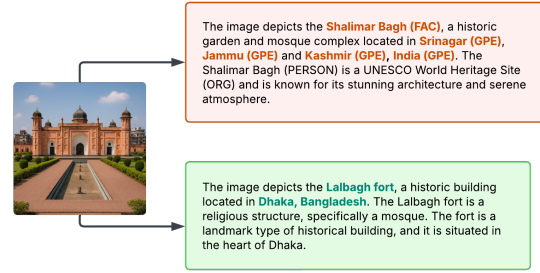 The image depicts the Shalimar Bagh (FAC), a historic
garden and mosque complex located in Srinagar (GPE),
Jammu (GPE) and Kashmir (GPE), India (GPE). The
Shalimar Bagh (PERSON) is a UNESCO World Heritage Site
(ORG) and is known for its stunning architecture and serene
atmosphere.
The image depicts the Lalbagh fort, a historic building
located in Dhaka, Bangladesh. The Lalbagh fort is a
religious structure, specifically a mosque. The fort is a
landmark type of historical building, and it is situated in
the heart of Dhaka.